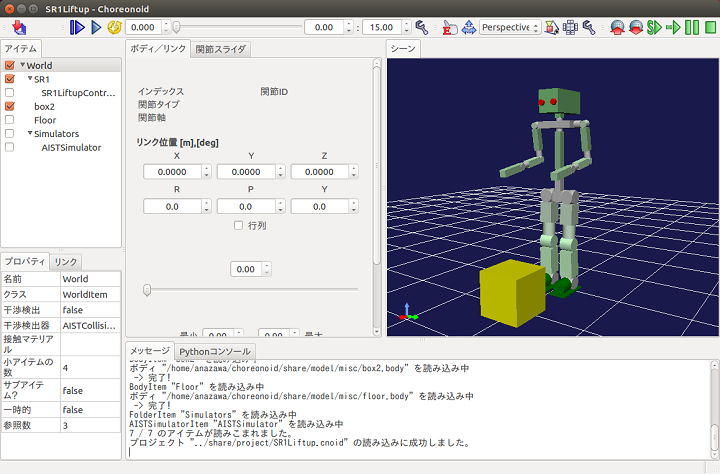 SR1Liftup - Choreonoid
0.000
0.00
:
15.00
Perspective
アイテム
World
SR1
SR1LiftupContr...
box2
Floor
Simulators
AISTSimulator
プロパティ
リンク
名前 World
クラス WorldItem
干渉検出 false
干渉検出器 AISTCollisi...
接触マテリアル
小アイテムの数 4
サブアイテム? false
一時的 false
参照数 3
ボディ／リンク
関節スライダ
インデックス 関節ID
関節タイプ
関節軸
リンク位置 [m],[deg]
X Y Z
0.0000 0.0000 0.0000
R P Y
0.0 0.0 0.0
行列
0.00
最小 0.00 0.00 最大
シーン
メッセージ
Pythonコンソール
BodyItem "box2" を読み込み中
ボディ "/home/anazawa/choreonoid/share/model/misc/box2.body" を読み込み中
-> 完了!
BodyItem "Floor" を読み込み中
ボディ "/home/anazawa/choreonoid/share/model/misc/floor.body" を読み込み中
-> 完了!
FolderItem "Simulators" を読み込み中
AISTSimulatorItem "AISTSimulator" を読み込み中
7 / 7 のアイテムが読みこまれました。
プロジェクト "../share/project/SR1Liftup.cnoid" の読み込みに成功しました。